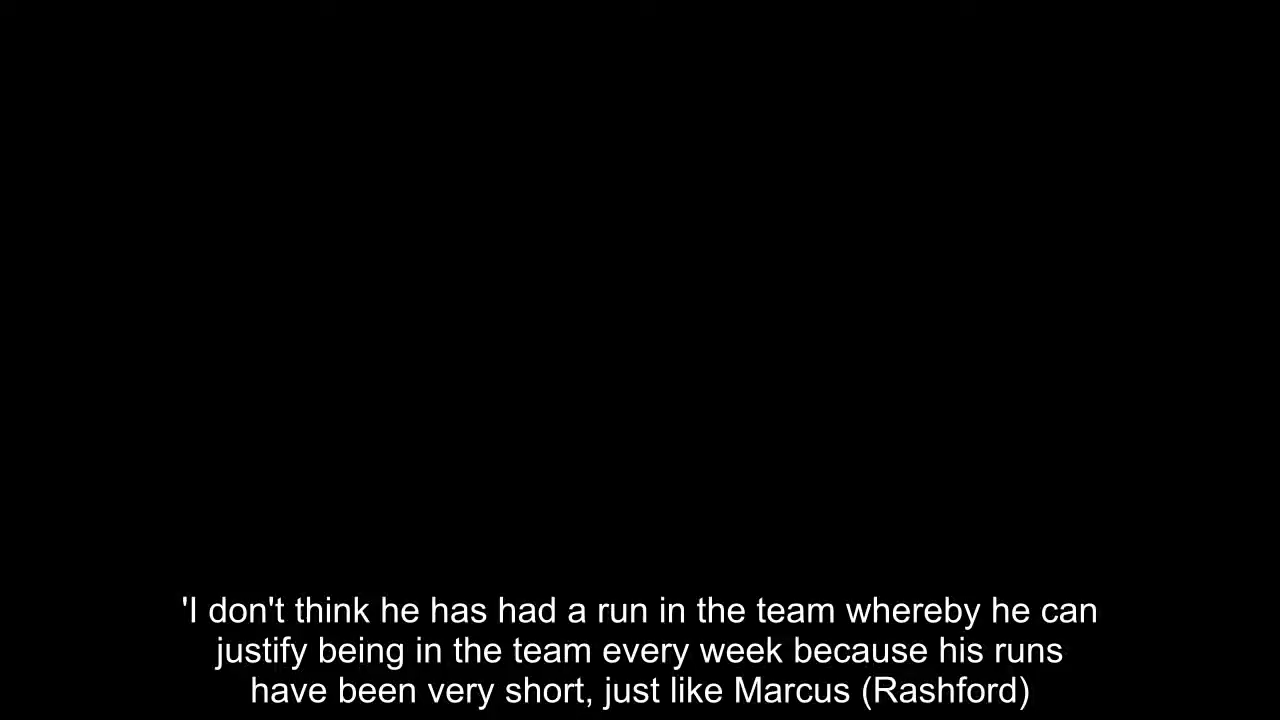 'I don't think he has had a run in the team whereby he can
justify being in the team every week because his runs
have been very short, just like Marcus (Rashford)